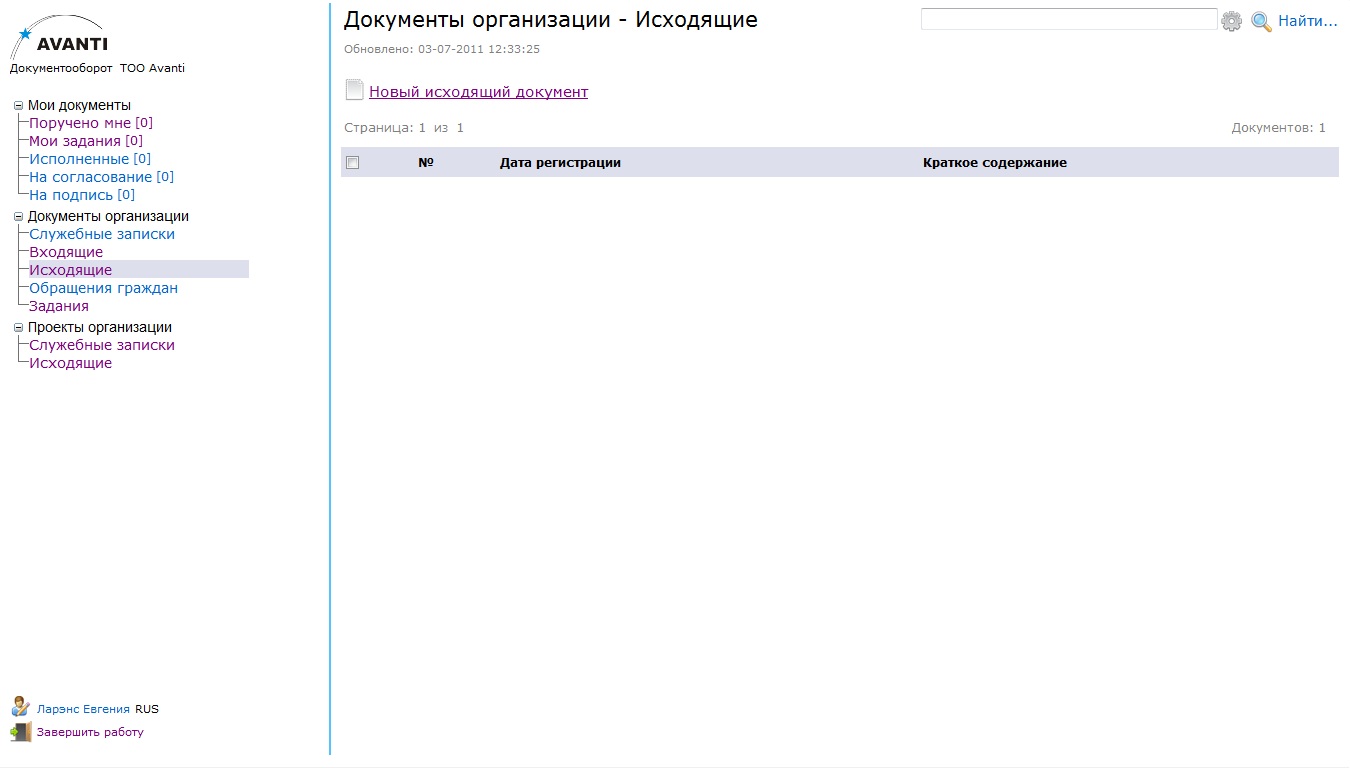 AVANTI
Документооборот ТОО Avanti
Мои документы
Поручено мне [0]
Мои задания [0]
Исполненные [0]
На согласование [0]
На подпись [0]
Документы организации
Служебные записки
Входящие
Исходящие
Обращения граждан
Задания
Проекты организации
Служебные записки
Исходящие
Ларэнс Евгения RUS
Завершить работу
Документы организации - Исходящие
Найти...
Обновлено: 03-07-2011 12:33:25
Новый исходящий документ
Страница: 1 из 1
Документов: 1
№ Дата регистрации Краткое содержание